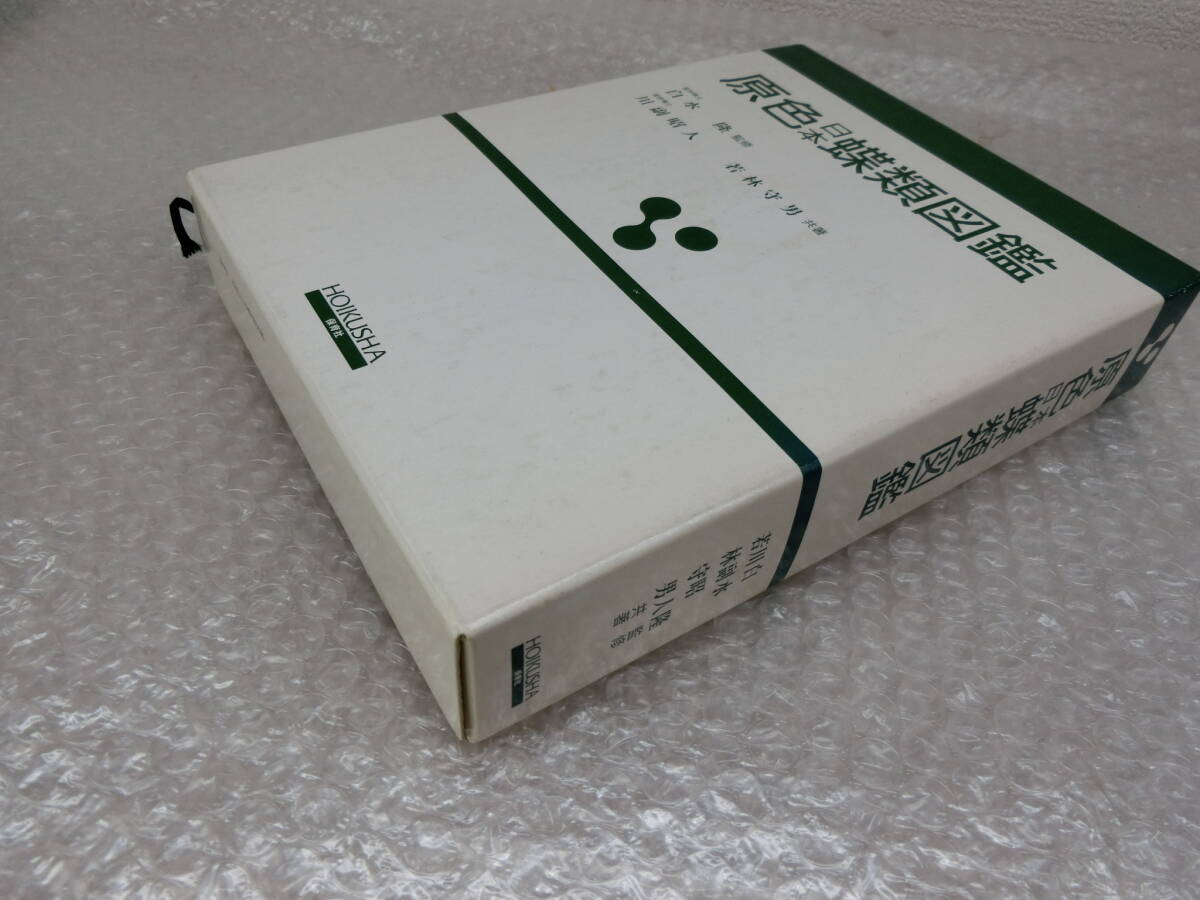 原色日本蝶類図鑑
白水 隆 監修
川副昭人 若林守男 共著
HOIKUSHA
保育社
原色日本蝶類図鑑
白水隆 監修
川副昭人
若林守男 共著
HOIKUSHA
保育社